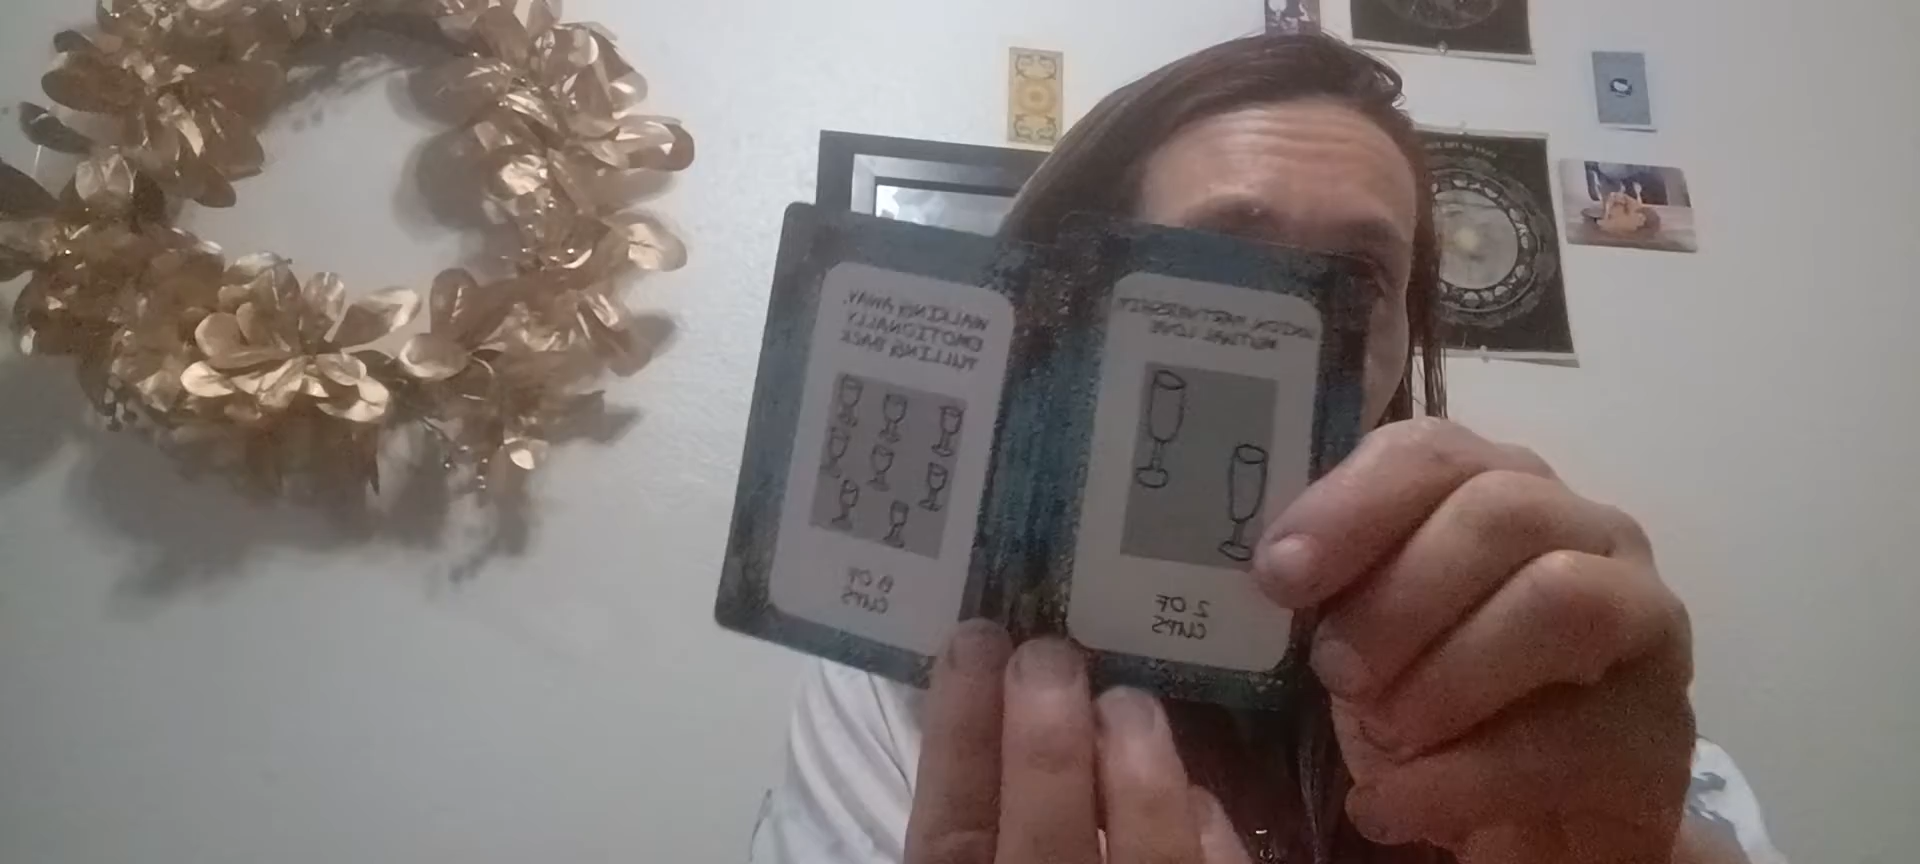 WALKING AWAY,
EMOTIONALLY
PULLING BACK
8 OF
CUPS
UNION PARTNERSHIP
MUTUAL LOVE
2 OF
CUPS